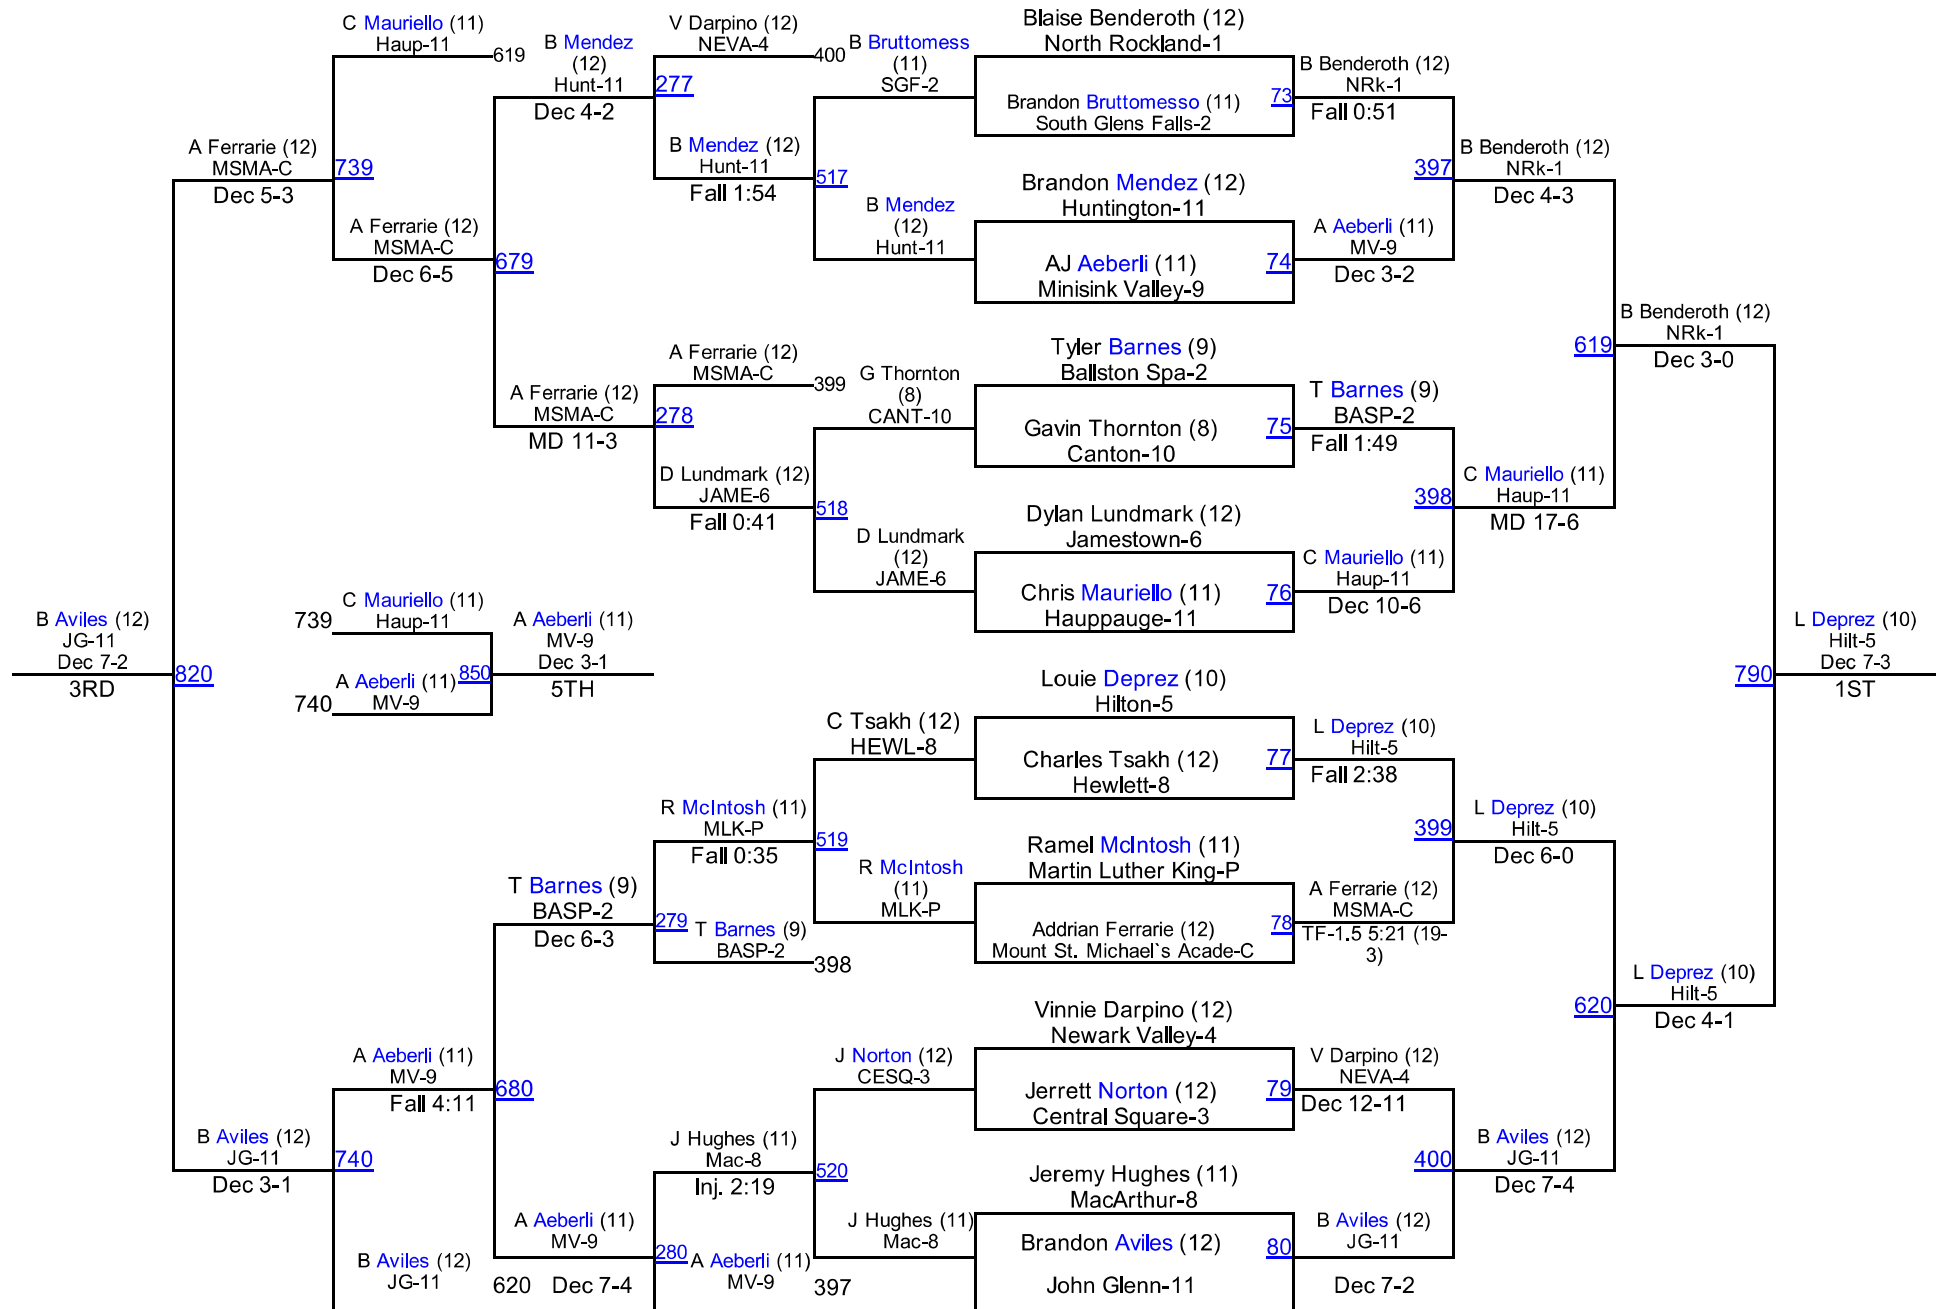 C Mauriello (11)
Haup-11
619
B Mendez
(12)
Hunt-11
Dec 4-2
V Darpino (12)
NEVA-4
400
277
B Bruttomess
(11)
SGF-2
Blaise Benderoth (12)
North Rockland-1
Brandon Bruttomesso (11)
South Glens Falls-2
73
B Benderoth (12)
NRk-1
Fall 0:51
A Ferrarie (12)
MSMA-C
Dec 5-3
739
B Mendez (12)
Hunt-11
Fall 1:54
517
397
B Benderoth (12)
NRk-1
Dec 4-3
A Ferrarie (12)
MSMA-C
Dec 6-5
679
B Mendez
(12)
Hunt-11
Brandon Mendez (12)
Huntington-11
AJ Aeberli (11)
Minisink Valley-9
74
A Aeberli (11)
MV-9
Dec 3-2
619
B Benderoth (12)
NRk-1
Dec 3-0
A Ferrarie (12)
MSMA-C
MD 11-3
A Ferrarie (12)
MSMA-C
399
278
G Thornton
(8)
CANT-10
Tyler Barnes (9)
Ballston Spa-2
Gavin Thornton (8)
Canton-10
75
T Barnes (9)
BASP-2
Fall 1:49
D Lundmark (12)
JAME-6
Fall 0:41
518
398
C Mauriello (11)
Haup-11
MD 17-6
D Lundmark
(12)
JAME-6
Dylan Lundmark (12)
Jamestown-6
Chris Mauriello (11)
Hauppauge-11
76
C Mauriello (11)
Haup-11
Dec 10-6
B Aviles (12)
JG-11
Dec 7-2
3RD
820
739
C Mauriello (11)
Haup-11
740
A Aeberli (11)
MV-9
850
A Aeberli (11)
MV-9
Dec 3-1
5TH
790
L Deprez (10)
Hilt-5
Dec 7-3
1ST
C Tsakh (12)
HEWL-8
Louie Deprez (10)
Hilton-5
Charles Tsakh (12)
Hewlett-8
77
L Deprez (10)
Hilt-5
Fall 2:38
R McIntosh (11)
MLK-P
Fall 0:35
519
399
L Deprez (10)
Hilt-5
Dec 6-0
T Barnes (9)
BASP-2
Dec 6-3
279
T Barnes (9)
BASP-2
398
R McIntosh
(11)
MLK-P
Ramel McIntosh (11)
Martin Luther King-P
Addrian Ferrarie (12)
Mount St. Michael`s Acade-C
78
A Ferrarie (12)
MSMA-C
TF-1.5 5:21 (19-
3)
620
L Deprez (10)
Hilt-5
Dec 4-1
A Aeberli (11)
MV-9
Fall 4:11
680
J Norton (12)
CESQ-3
Vinnie Darpino (12)
Newark Valley-4
Jerrett Norton (12)
Central Square-3
79
V Darpino (12)
NEVA-4
Dec 12-11
B Aviles (12)
JG-11
Dec 3-1
740
J Hughes (11)
Mac-8
Inj. 2:19
520
400
B Aviles (12)
JG-11
Dec 7-4
B Aviles (12)
JG-11
620
A Aeberli (11)
MV-9
Dec 7-4
280
A Aeberli (11)
MV-9
397
J Hughes (11)
Mac-8
Jeremy Hughes (11)
MacArthur-8
Brandon Aviles (12)
John Glenn-11
80
B Aviles (12)
JG-11
Dec 7-2